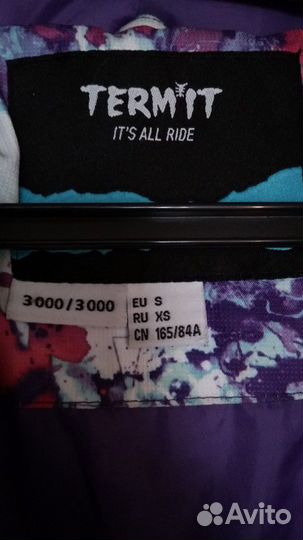 TERMIT
IT'S ALL RIDE
3000/3000
EU S
RU XS
CN 165/84A
Avito